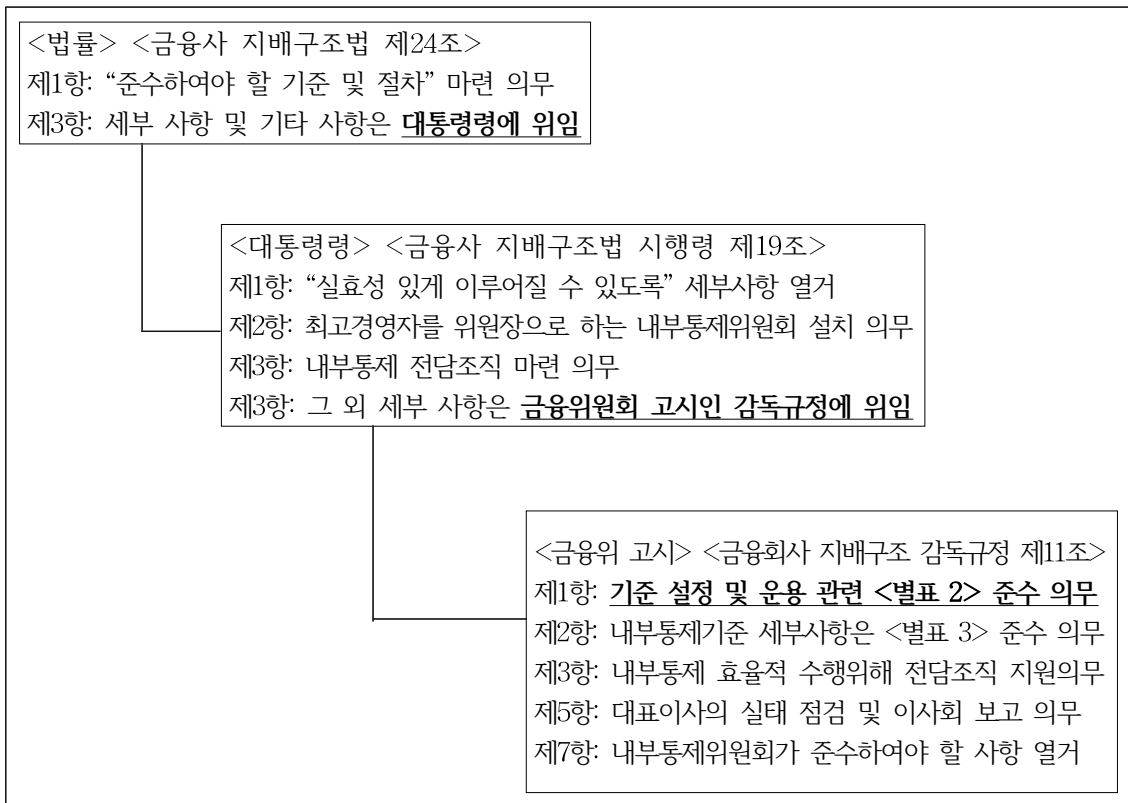 <법률> <금융사 지배구조법 제24조>
제1항: “준수하여야 할 기준 및 절차” 마련 의무
제3항: 세부 사항 및 기타 사항은 대통령령에 위임
<대통령령> <금융사 지배구조법 시행령 제19조>
제1항: “실효성 있게 이루어질 수 있도록” 세부사항 열거
제2항: 최고경영자를 위원장으로 하는 내부통제위원회 설치 의무
제3항: 내부통제 전담조직 마련 의무
제3항: 그 외 세부 사항은 금융위원회 고시인 감독규정에 위임
<금융위 고시> <금융회사 지배구조 감독규정 제11조>
제1항: 기준 설정 및 운용 관련 <별표 2> 준수 의무
제2항: 내부통제기준 세부사항은 <별표 3> 준수 의무
제3항: 내부통제 효율적 수행위해 전담조직 지원의무
제5항: 대표이사의 실태 점검 및 이사회 보고 의무
제7항: 내부통제위원회가 준수하여야 할 사항 열거